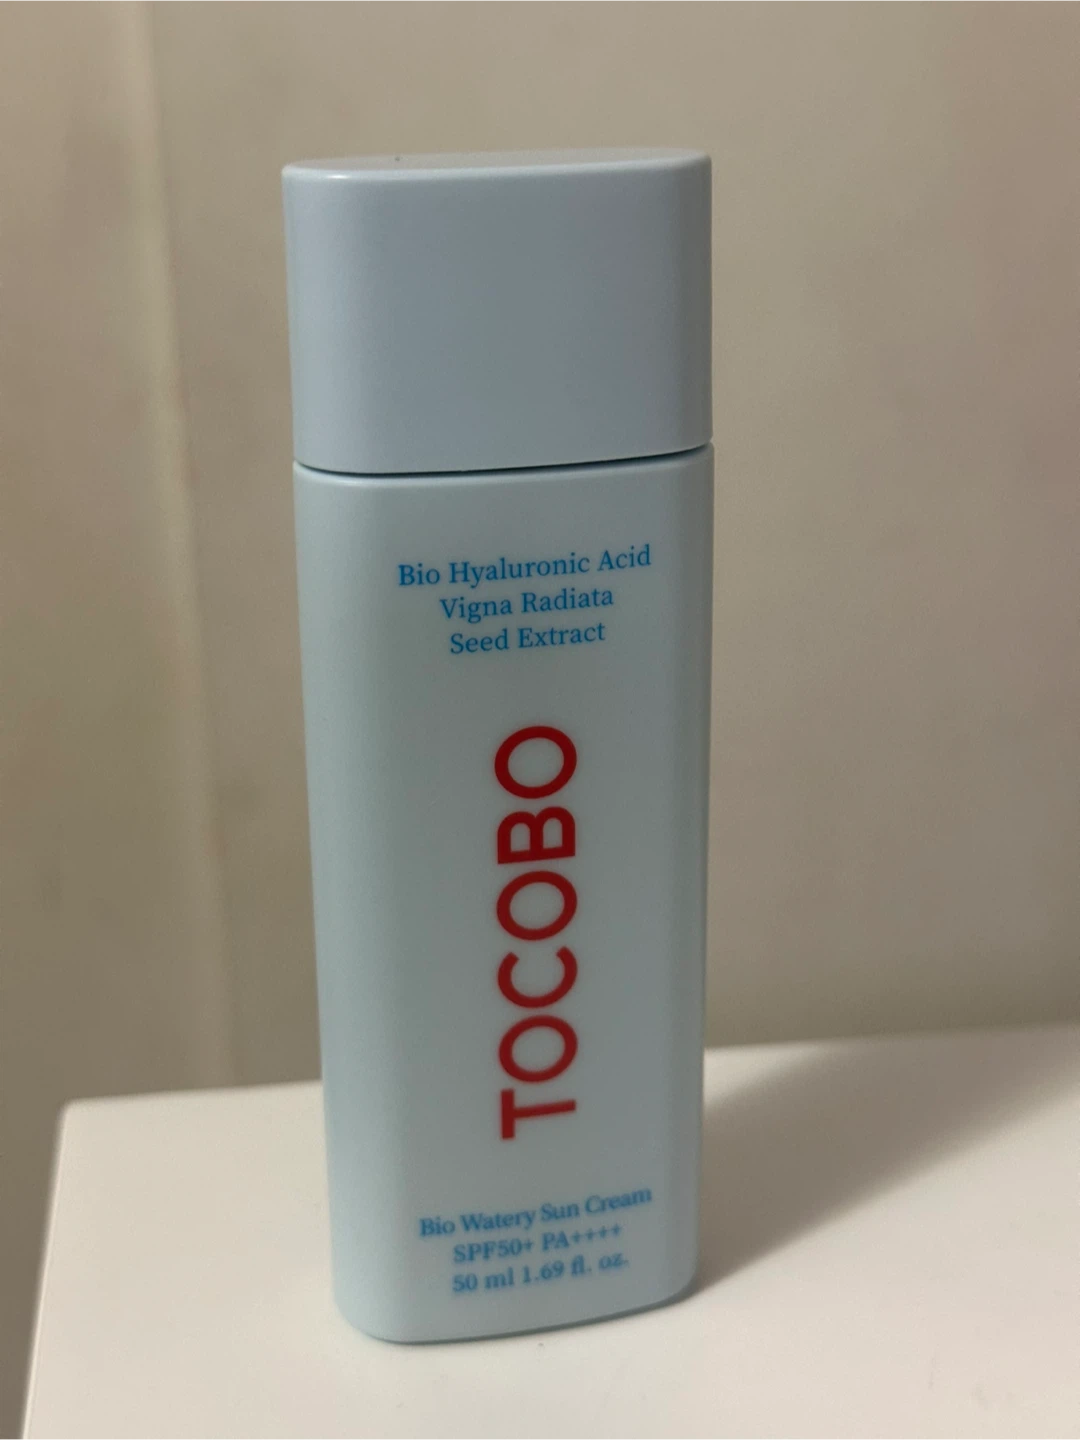 Bio Hyaluronic Acid
Vigna Radiata
Seed Extract
TOCOBO
Bio Watery Sun Cream
SPF50+ PA++++
50 ml 1.69 fl. oz.